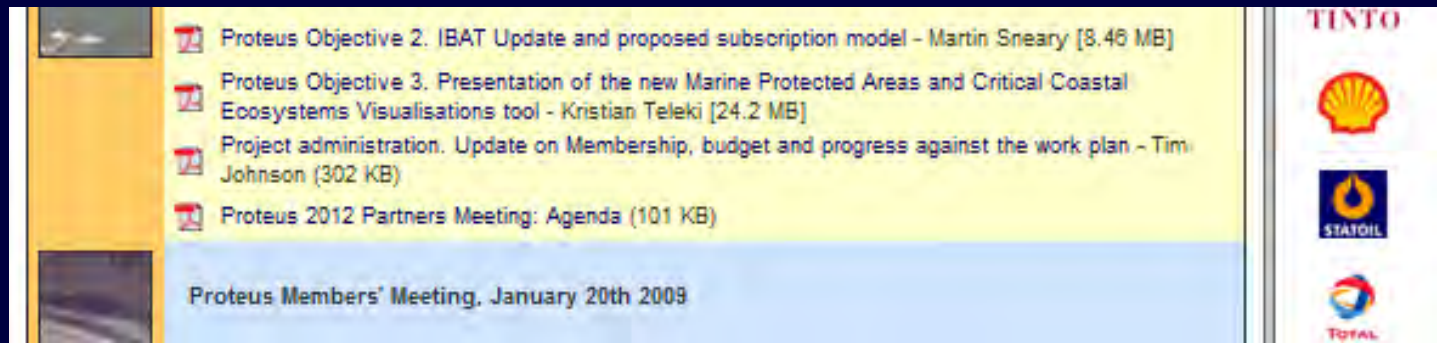 Proteus Objective 2. IBAT Update and proposed subscription model - Martin Sneary [8.46 MB]
Proteus Objective 3. Presentation of the new Marine Protected Areas and Critical Coastal
Ecosystems Visualisations tool - Kristian Teleki [24.2 MB]
Project administration. Update on Membership, budget and progress against the work plan - Tim
Johnson (302 KB)
Proteus 2012 Partners Meeting: Agenda (101 KB)
Proteus Members' Meeting, January 20th 2009
TINTO
STATOIL
TOTAL